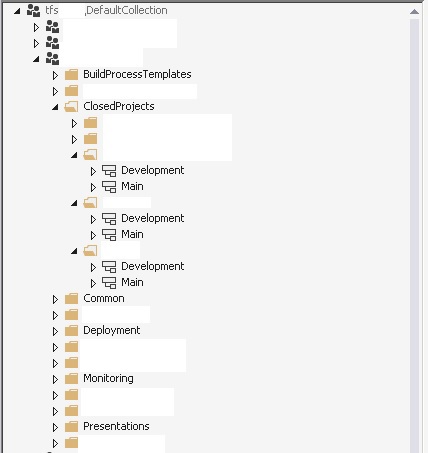 tfs ,DefaultCollection
BuildProcessTemplates
ClosedProjects
Development
Main
Development
Main
Development
Main
Common
Deployment
Monitoring
Presentations